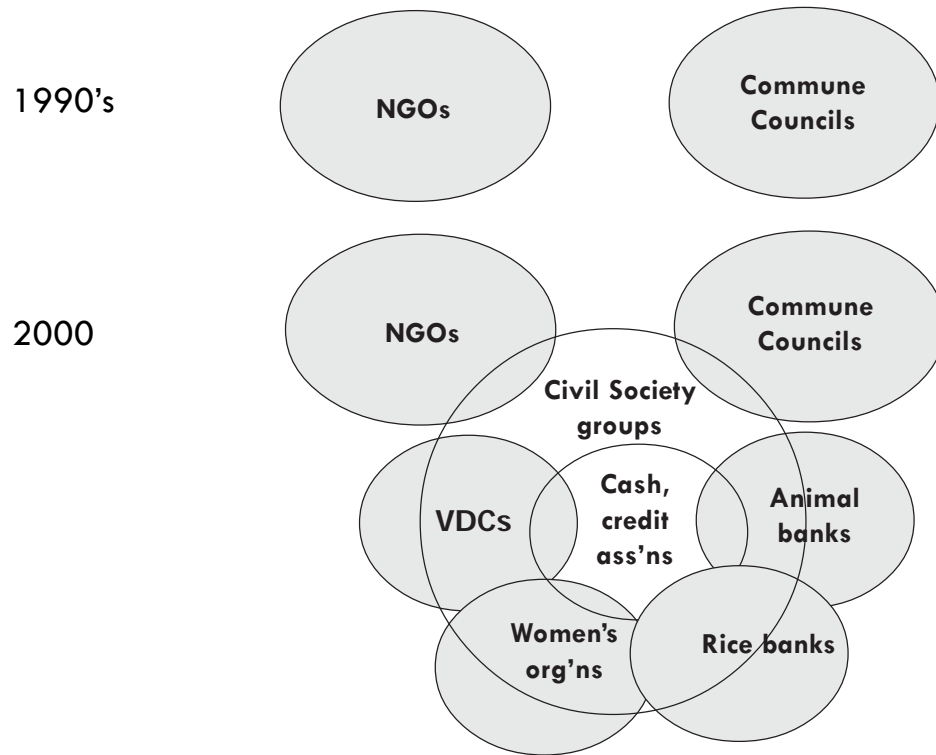 1990’s
NGOs
Commune
Councils
2000
NGOs
Commune
Councils
Civil Society
groups
VDCs
Cash,
credit
ass’ns
Animal
banks
Women’s
org’ns
Rice banks